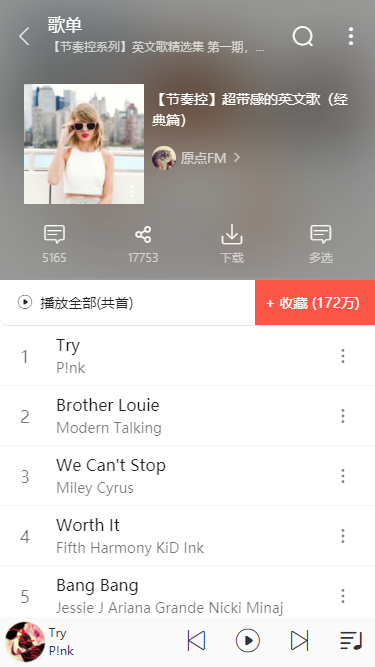 歌单
【节奏控系列】英文歌精选集 第一期，...
【节奏控】超带感的英文歌（经
典篇）
原点FM
5165
17753
下载
多选
播放全部(共首)
+ 收藏 (172万)
1
Try
P!nk
2
Brother Louie
Modern Talking
3
We Can't Stop
Miley Cyrus
4
Worth It
Fifth Harmony KiD Ink
5
Bang Bang
Jessie J Ariana Grande Nicki Minaj
Try
P!nk